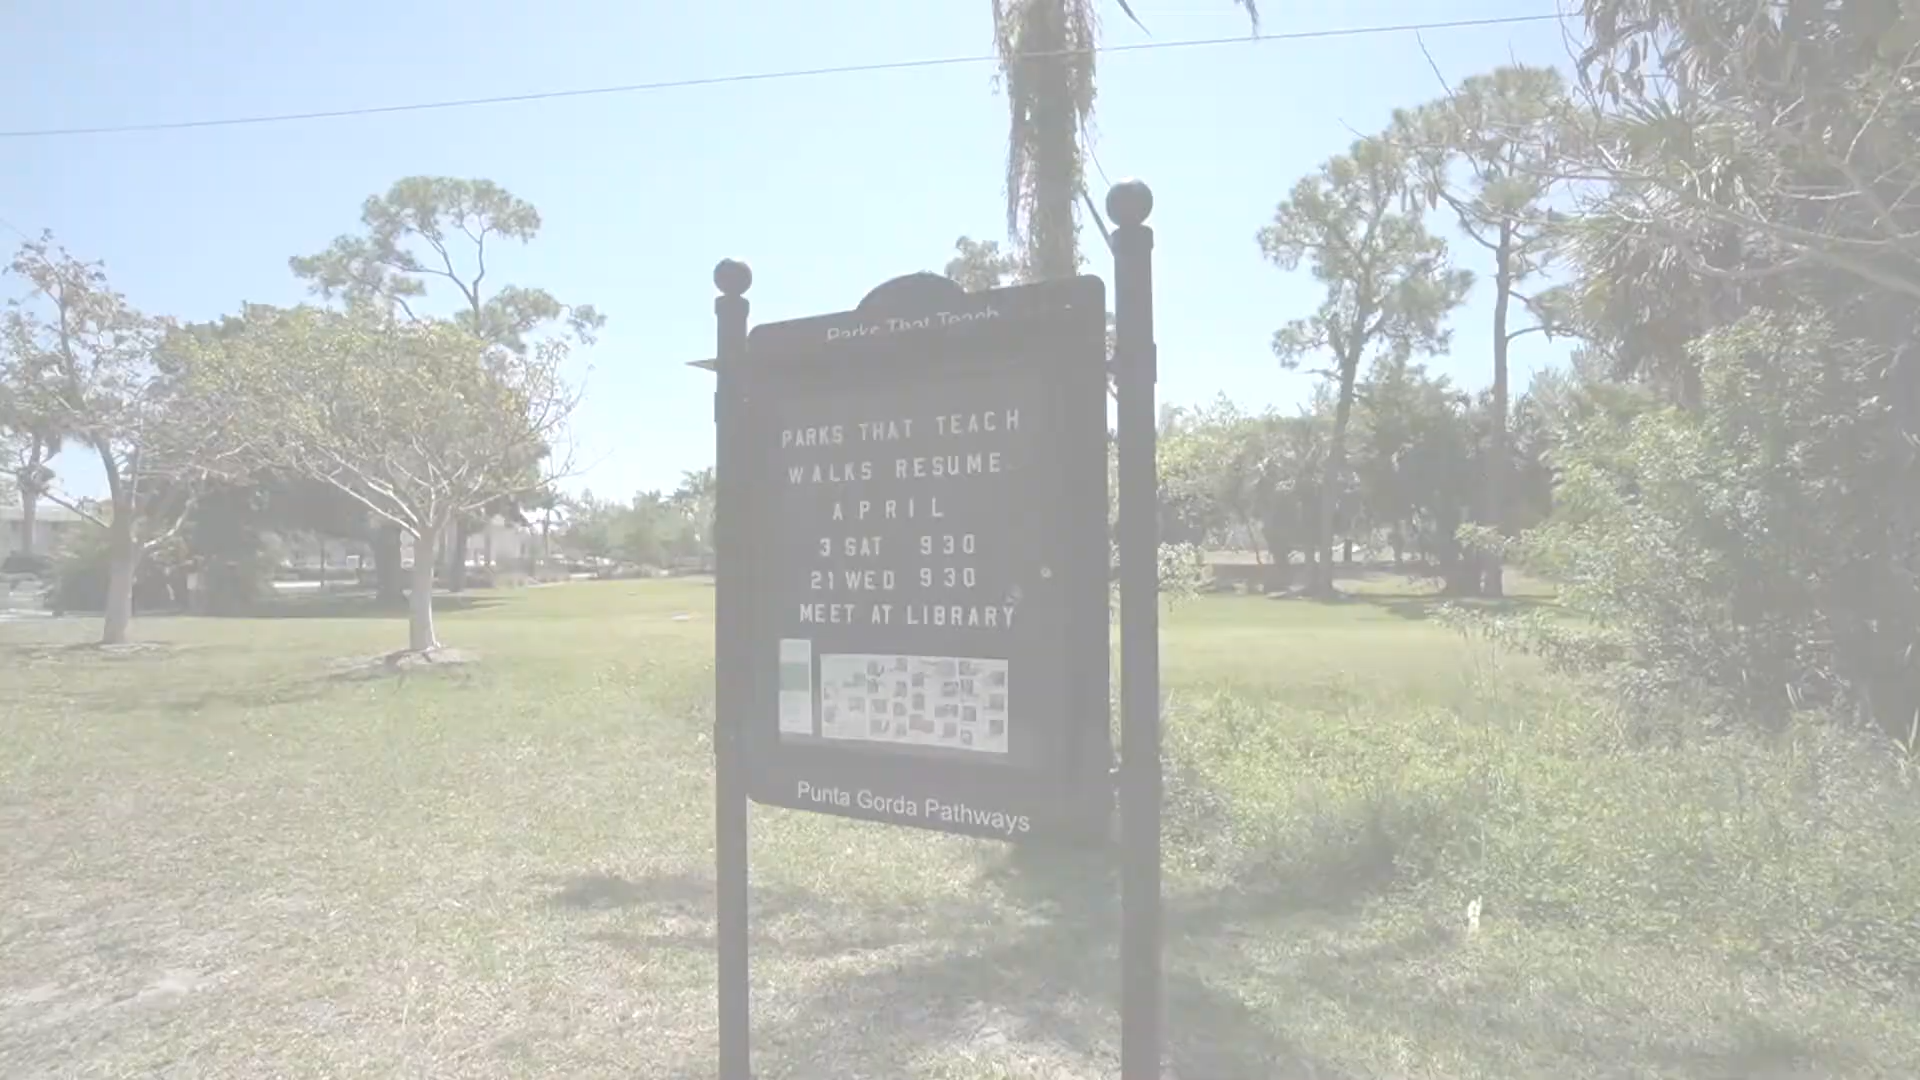 Parks That Teach
PARKS THAT TEACH
WALKS RESUME
APRIL
3 SAT 930
21 WED 930
MEET AT LIBRARY
Punta Gorda Pathways